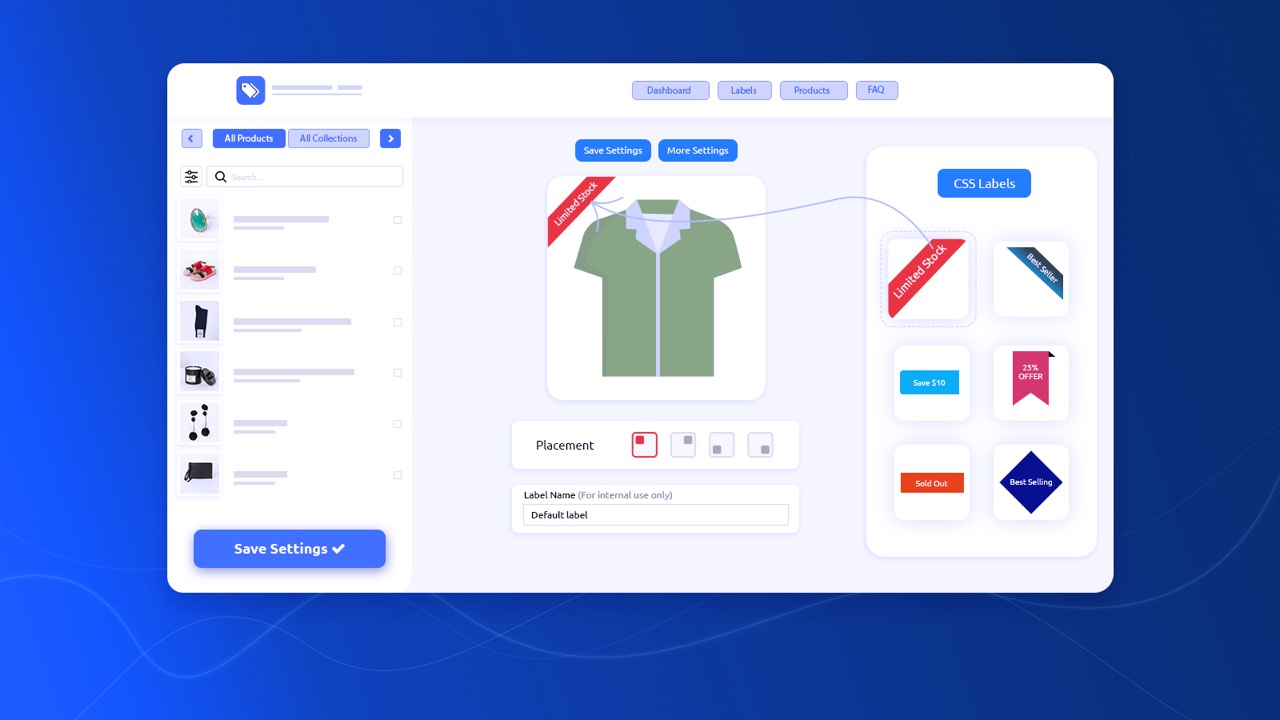 Dashboard
Labels
Products
FAQ
All Products
All Collections
Search...
Save Settings
Save Settings
More Settings
Limited Stock
Placement
Label Name (For internal use only)
Default label
CSS Labels
Limited Stock
Best Seller
Save $10
25%
OFFER
Sold Out
Best Selling